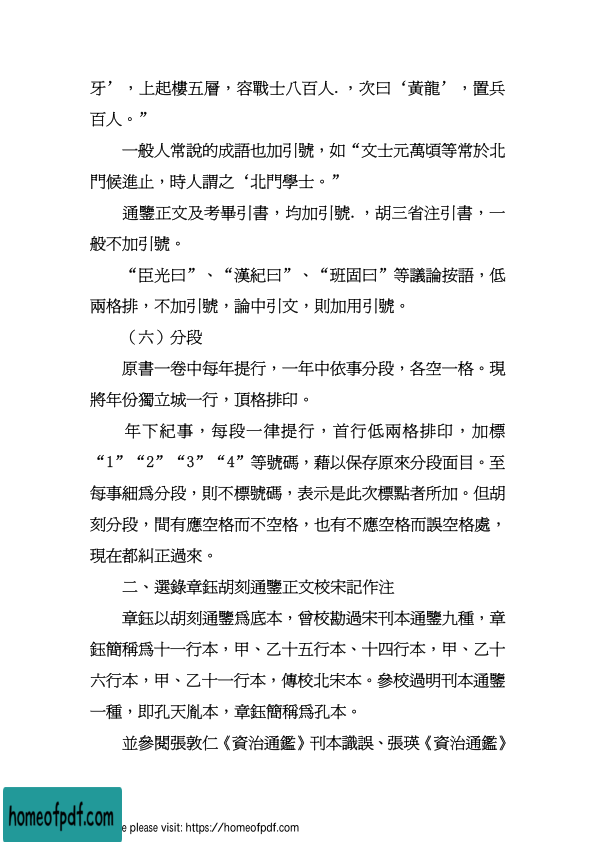 牙’，上起樓五層，容戰士八百人.，次曰‘黃龍’，置兵
百人。”
一般人常說的成語也加引號，如“文士元萬頃等常於北
門候進止，時人謂之‘北門學士。”
通鑒正文及考畢引書，均加引號.，胡三省注引書，一
般不加引號。
“臣光曰”、“漢紀曰”、“班固曰”等議論按語，低
兩格排，不加引號，論中引文，則加用引號。
（六）分段
原書一卷中每年提行，一年中依事分段，各空一格。現
將年份獨立城一行，頂格排印。
年下紀事，每段一律提行，首行低兩格排印，加標
“1”“2”“3”“4”等號碼，藉以保存原來分段面目。至
每事細爲分段，則不標號碼，表示是此次標點者所加。但胡
刻分段，間有應空格而不空格，也有不應空格而誤空格處，
現在都糾正過來。
二、選錄章鈺胡刻通鑒正文校宋記作注
章鈺以胡刻通鑒爲底本，曾校勘過宋刊本通鑒九種，章
鈺簡稱爲十一行本，甲、乙十五行本、十四行本，甲、乙十
六行本，甲、乙十一行本，傳校北宋本。參校過明刊本通鑒
一種，即孔天胤本，章鈺簡稱爲孔本。
並參閱張敦仁《資治通鑑》刊本識誤、張瑛《資治通鑑》
homeofpdf.com
e please visit: https://homeofpdf.com